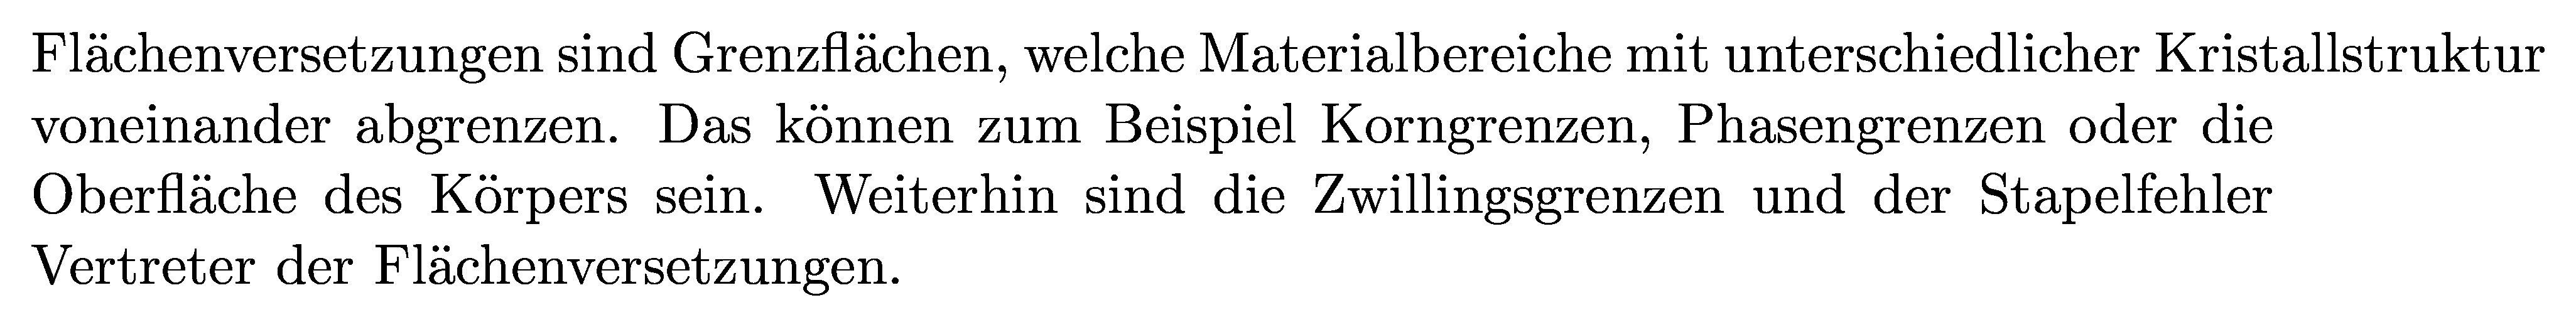 Flächenversetzungen sind Grenzflächen, welche Materialbereiche mit unterschiedlicher Kristallstruktur
voneinander abgrenzen. Das können zum Beispiel Korngrenzen, Phasengrenzen oder die
Oberfläche des Körpers sein. Weiterhin sind die Zwillingsgrenzen und der Stapelfehler
Vertreter der Flächenversetzungen.